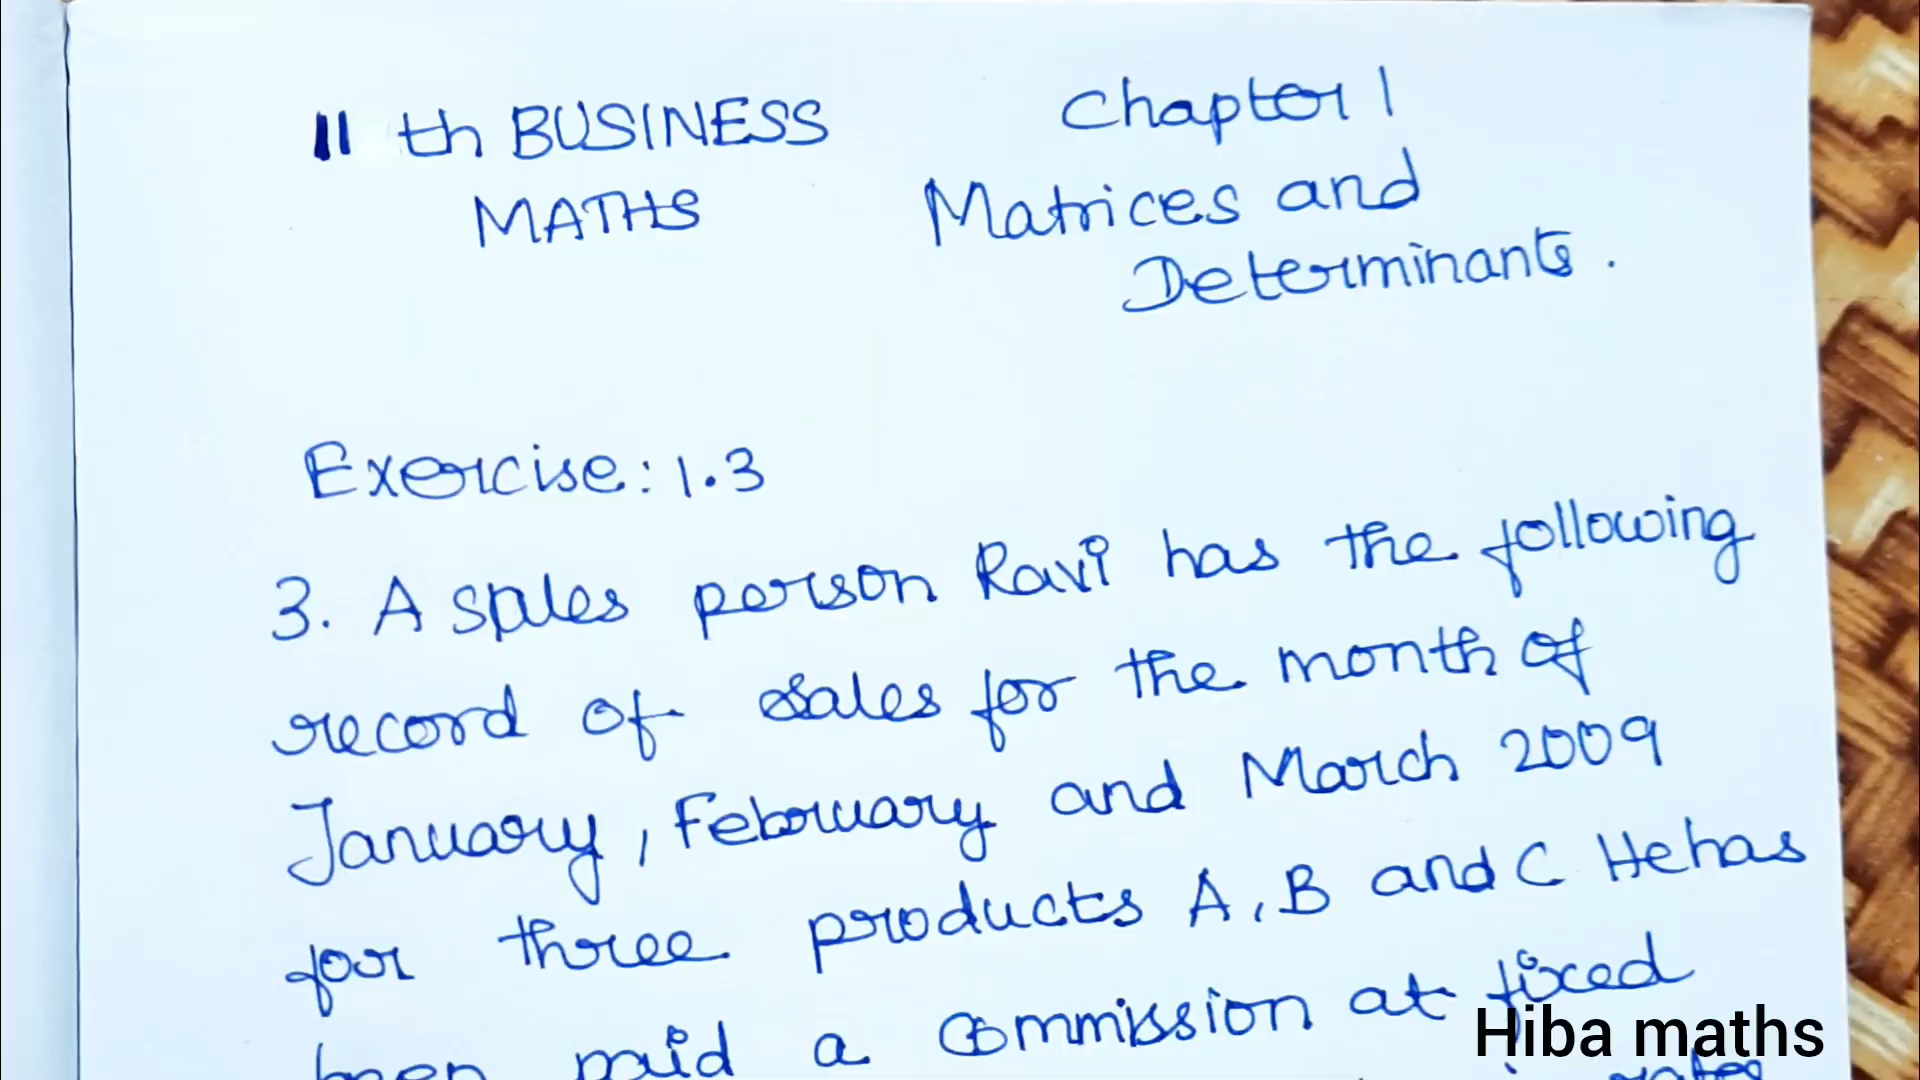 11 th BUSINESS
MATHS
Chapter 1
Matrices and
Determinants.
Exercise: 1.3
3. A sales person Ravi has the following
record of sales for the month of
January, February and March 2009
for three products A, B and C He has
been paid a commission at fixed
Hiba maths